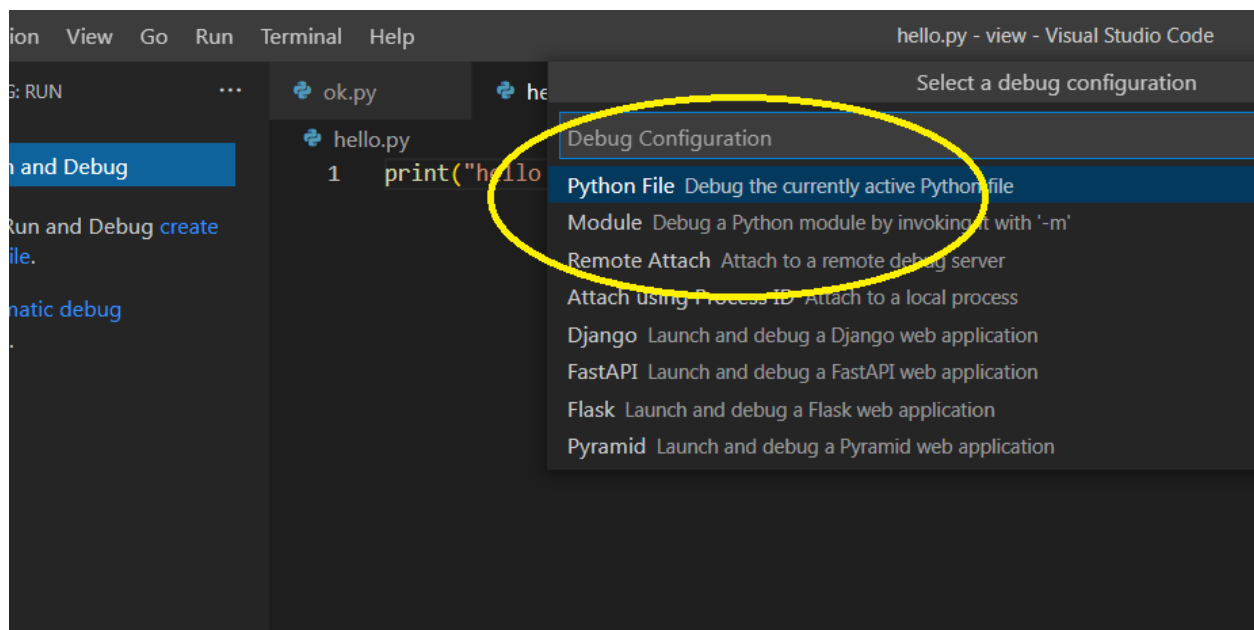 ion View Go Run Terminal Help hello.py - view - Visual Studio Code
G: RUN ... ok.py he Select a debug configuration
hello.py Debug Configuration
n and Debug
1 print("hello
Python File Debug the currently active Python file
Module Debug a Python module by invoking it with '-m'
Run and Debug create
ile.
Remote Attach Attach to a remote debug server
Attach using Process ID Attach to a local process
matic debug
.
Django Launch and debug a Django web application
FastAPI Launch and debug a FastAPI web application
Flask Launch and debug a Flask web application
Pyramid Launch and debug a Pyramid web application